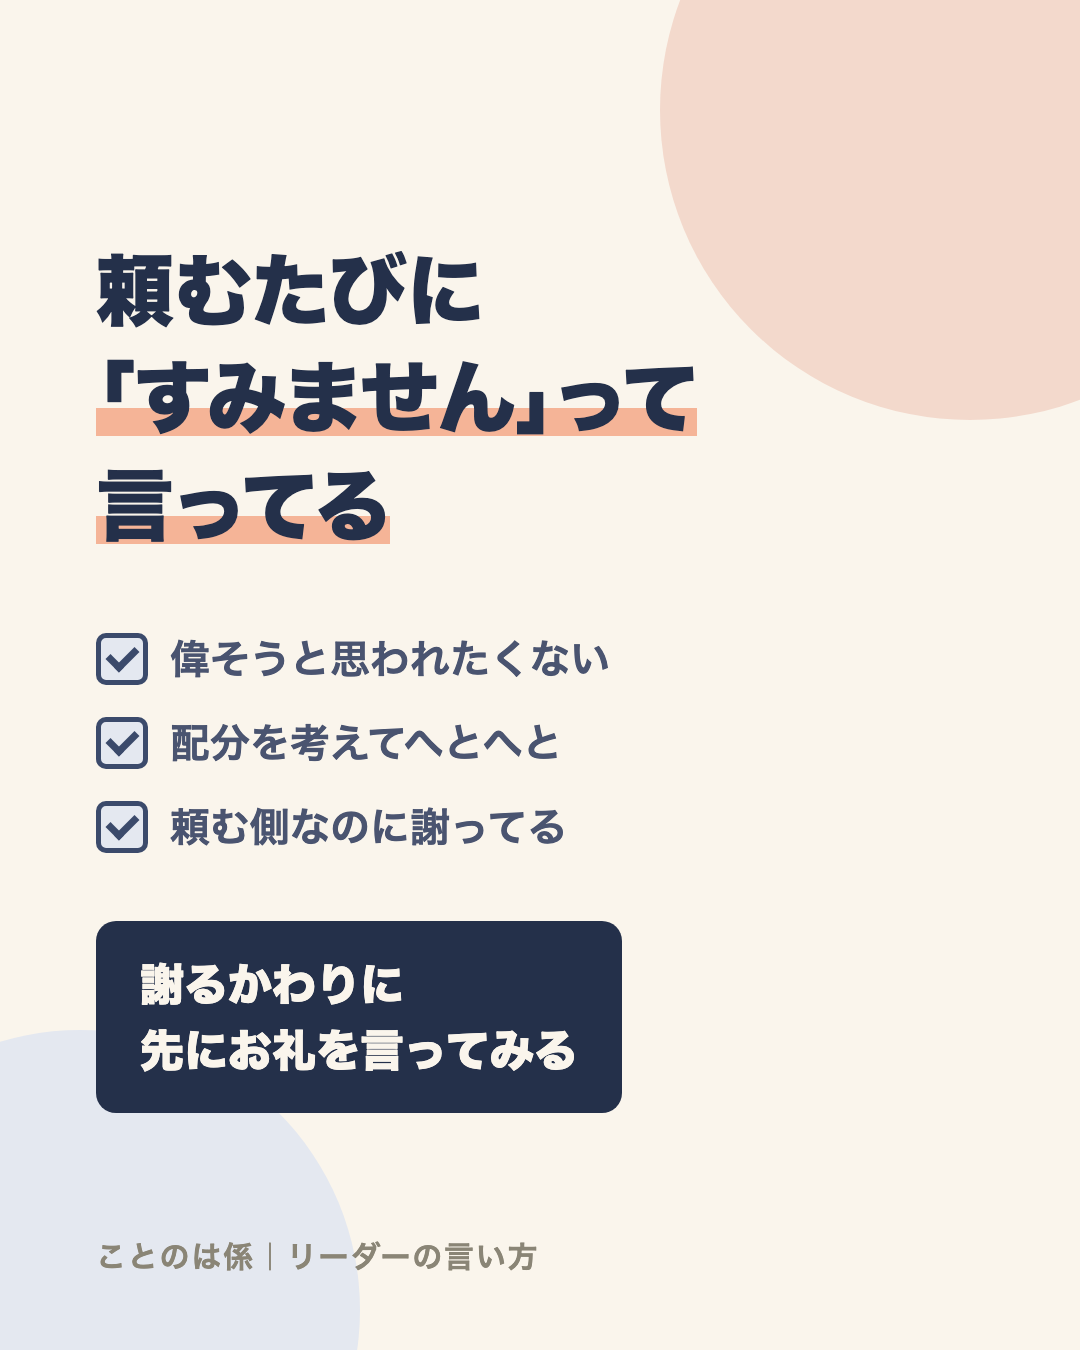 頼むたびに
「すみません」って
言ってる
偉そうと思われたくない
配分を考えてへとへと
頼む側なのに謝ってる
謝るかわりに
先にお礼を言ってみる
ことのは係｜リーダーの言い方